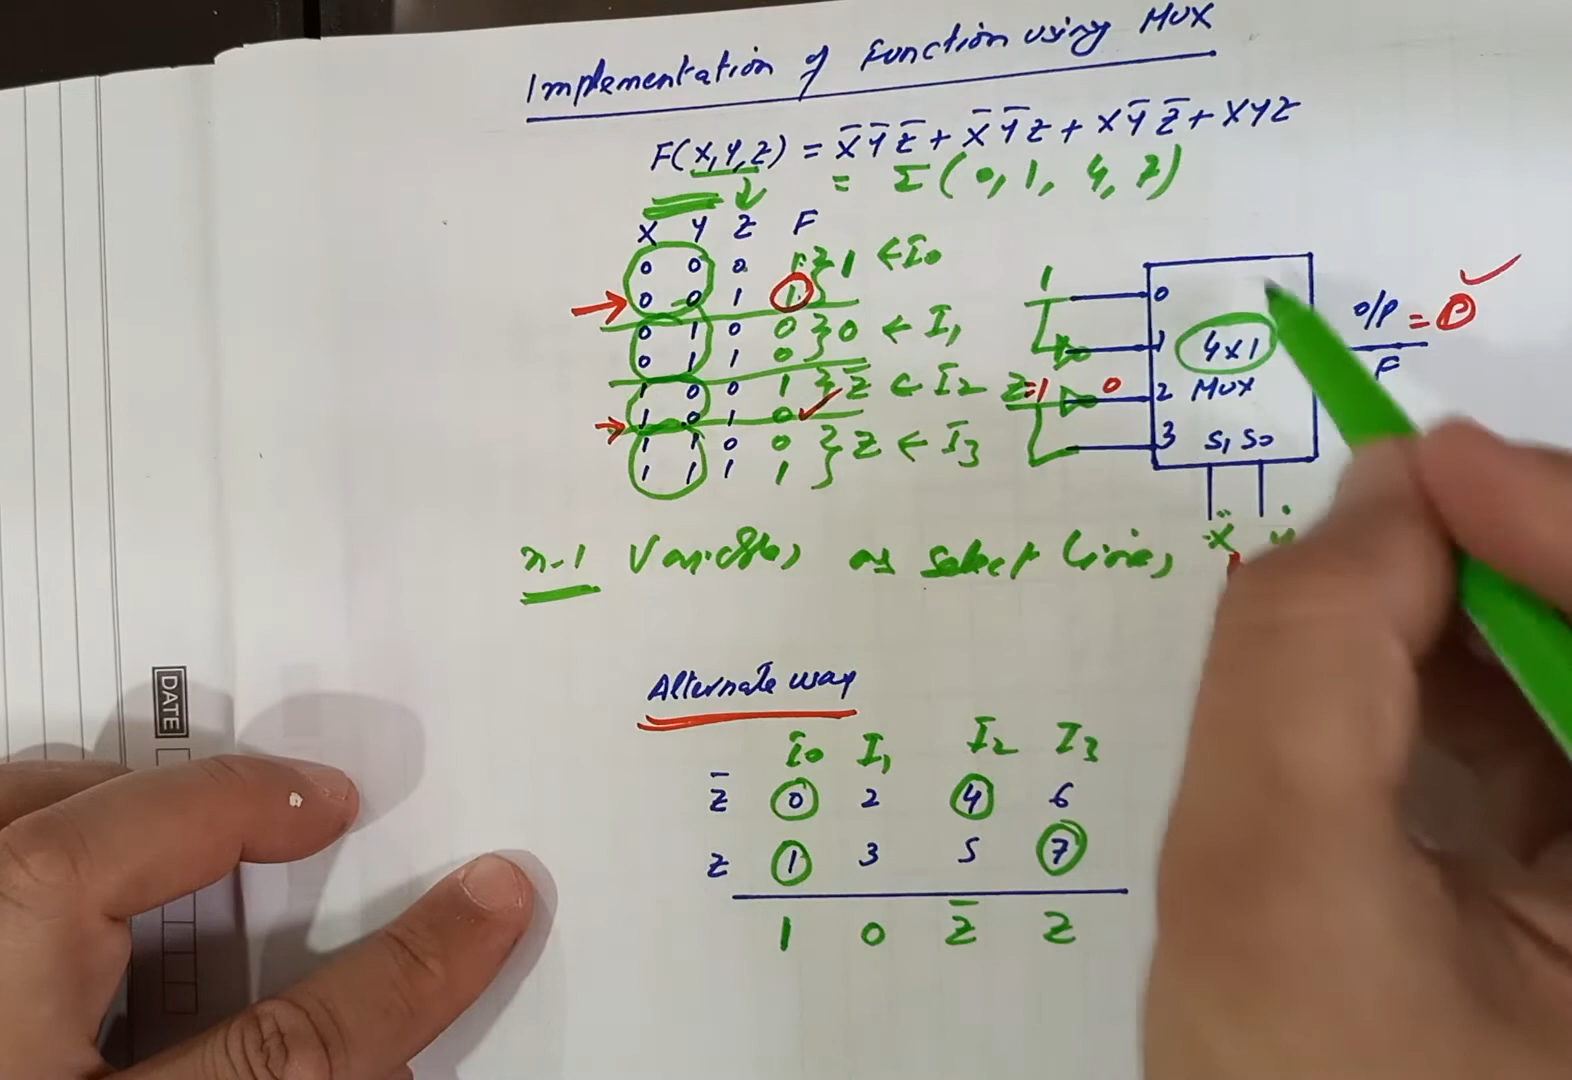 Implementation of Function using MUX
F(X,Y,Z) = X̅ Y̅ Z̅ + X̅ Y̅ Z + X Y̅ Z̅ + XYZ
= Σ(0, 1, 4, 7)
X Y Z F
0 0 0 1 } 1 ← I0
0 0 1 1
0 1 0 0 } 0 ← I1
0 1 1 0
1 0 0 1 } Z̅ ← I2
1 0 1 0
1 1 0 0 } Z ← I3
1 1 1 1
1
0
1
2
3
4x1
MUX
S1 S0
Z=1
0
O/P = 0
F
X Y
n-1 Variables as select lines
DATE
Alternate way
I0 I1 I2 I3
Z̅ 0 2 4 6
Z 1 3 5 7
1 0 Z̅ Z